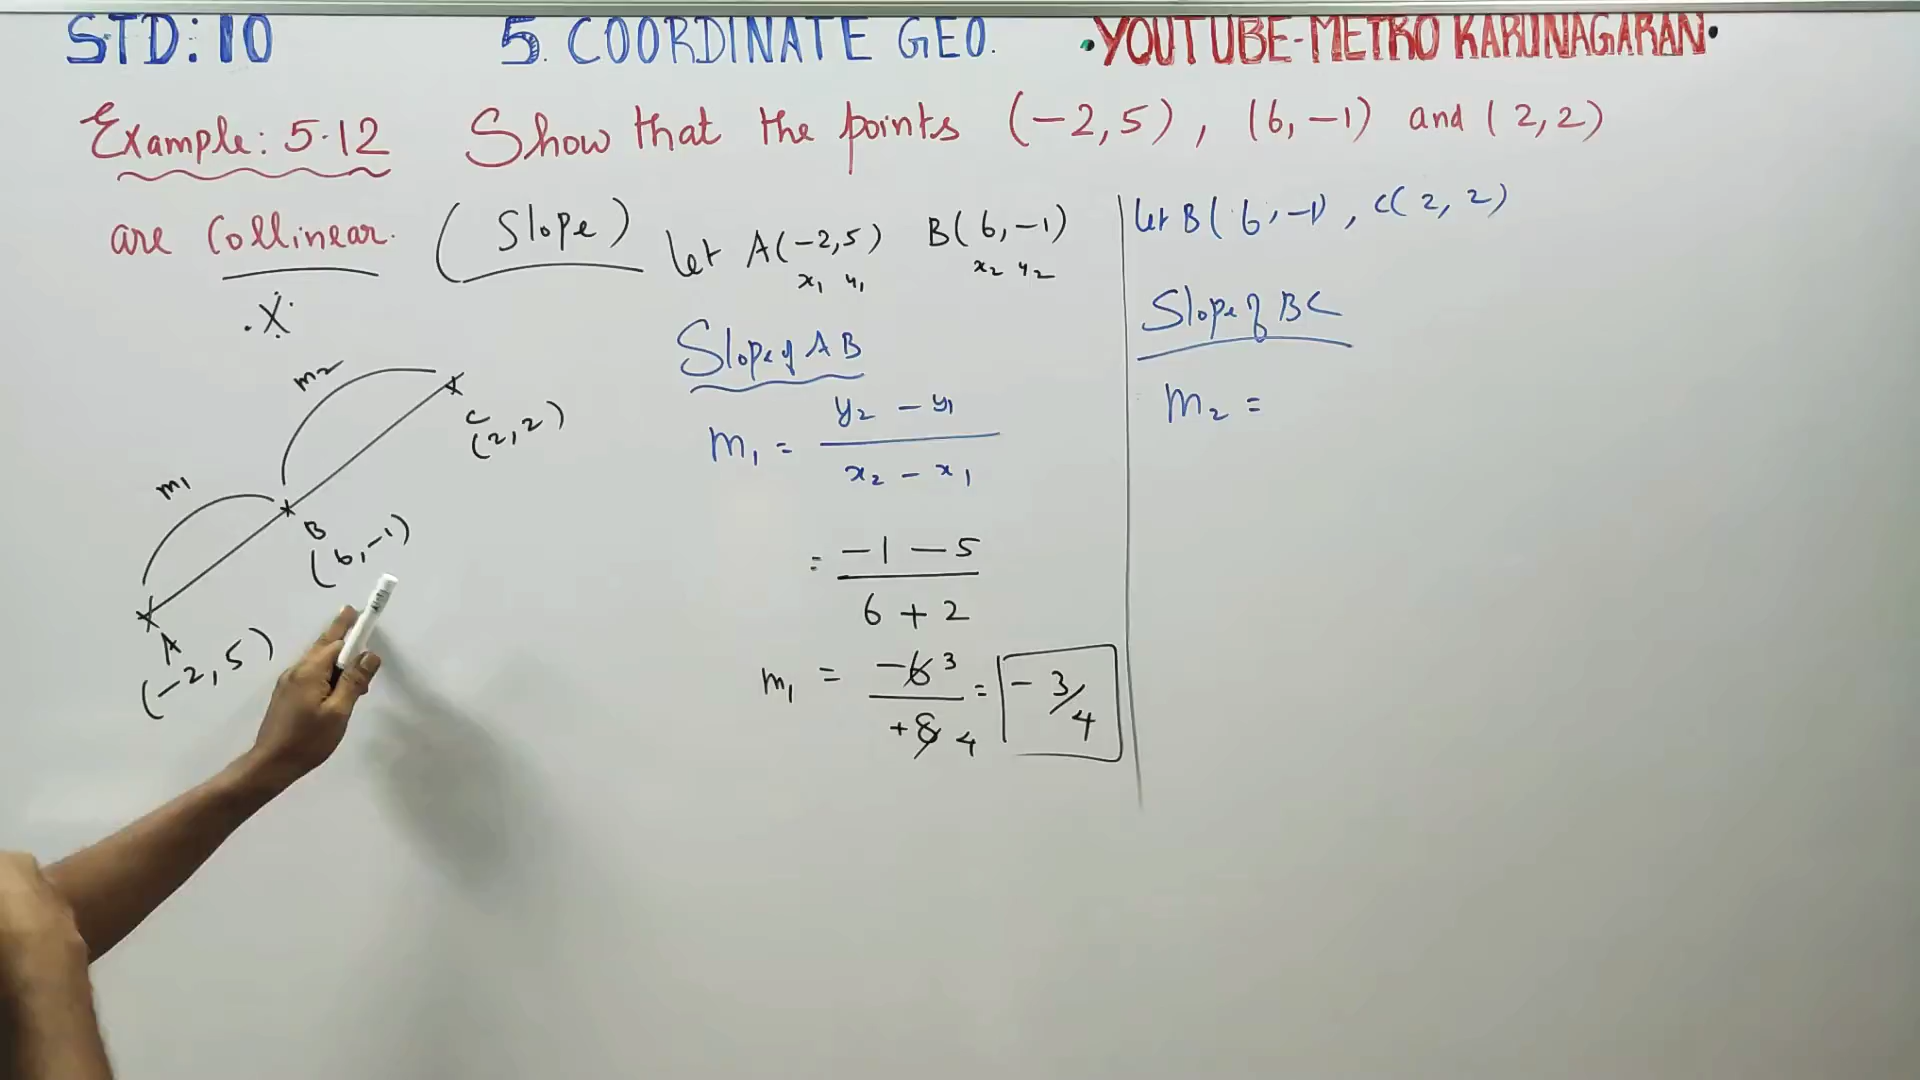 STD: 10 5. COORDINATE GEO. •YOUTUBE-METRO KARUNAGARAN•
Example: 5.12 Show that the points (-2,5), (6,-1) and (2,2)
are Collinear. (Slope)
let A(-2,5) B(6,-1)
x₁ y₁ x₂ y₂
Slope of AB
m₁ = y₂ - y₁
x₂ - x₁
= -1 - 5
6 + 2
m₁ = -6 3 = -3/4
+8 4
let B(6,-1), C(2,2)
Slope of BC
m₂ =
m₂
C
(2,2)
m₁
B
(6,-1)
A
(-2,5)